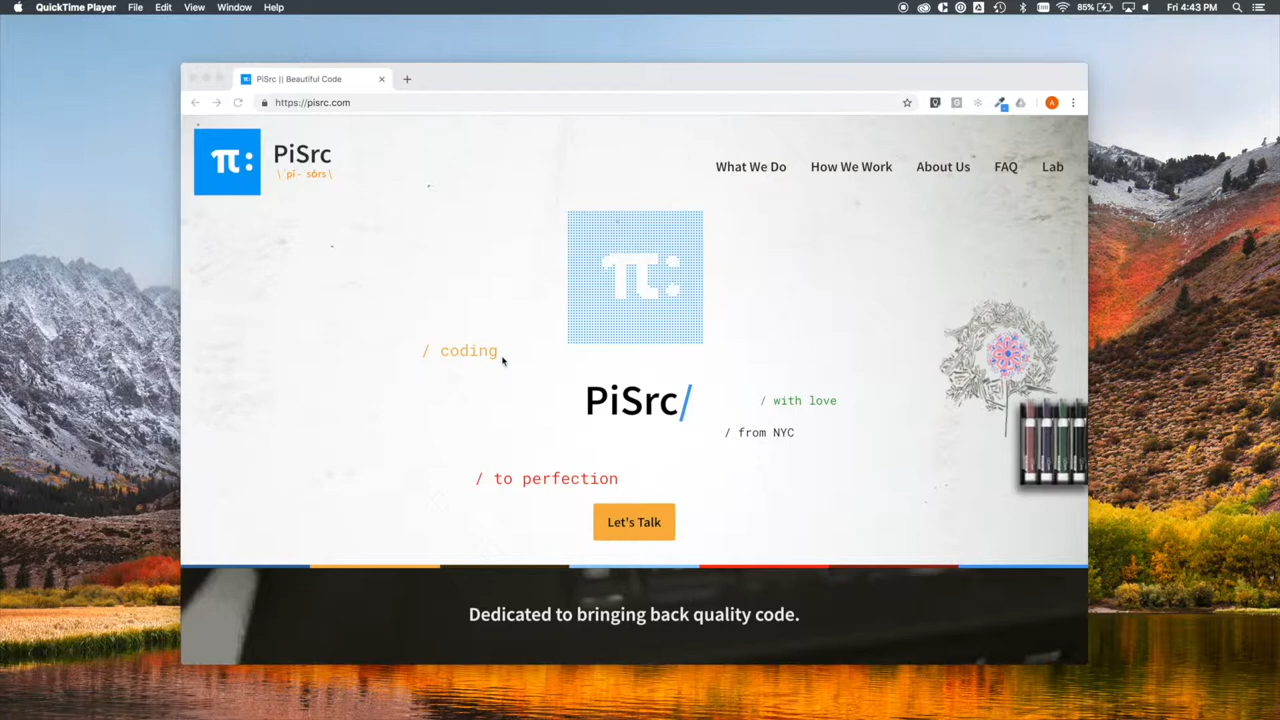 QuickTime Player File Edit View Window Help 85% Fri 4:43 PM
PiSrc || Beautiful Code
https://pisrc.com
A
π:
PiSrc
What We Do How We Work About Us FAQ Lab
π:
/ coding
PiSrc/
/ with love
/ from NYC
/ to perfection
Let's Talk
Dedicated to bringing back quality code.